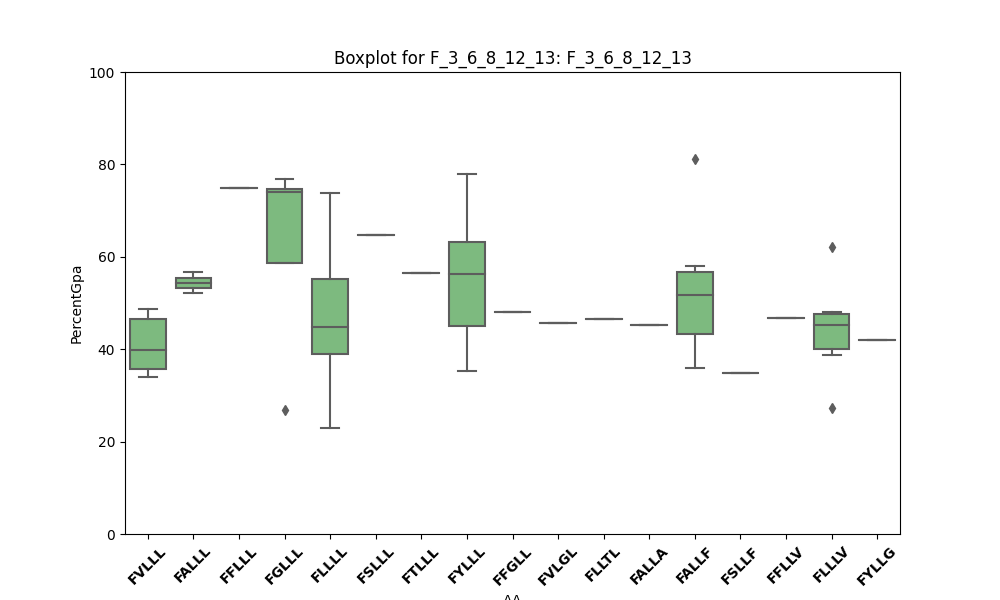 Boxplot for F_3_6_8_12_13: F_3_6_8_12_13
100
80
60
40
20
0
PercentGpa
FVLLL
FALLL
FFLLL
FGLLL
FLLLL
FSLLL
FTLLL
FYLLL
FFGLL
FVLGL
FLLTL
FALLA
FALLF
FSLLF
FFLLV
FLLLV
FYLLG
AA